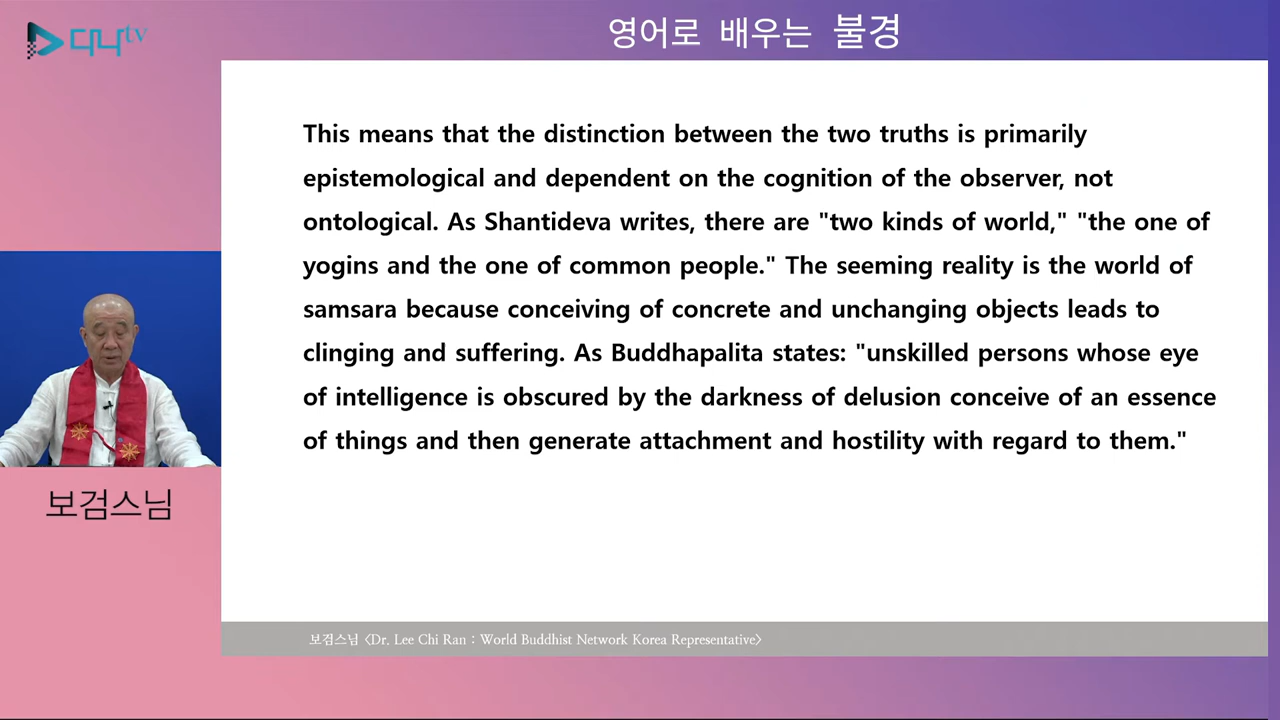 다나tv
영어로 배우는 불경
This means that the distinction between the two truths is primarily
epistemological and dependent on the cognition of the observer, not
ontological. As Shantideva writes, there are "two kinds of world," "the one of
yogins and the one of common people." The seeming reality is the world of
samsara because conceiving of concrete and unchanging objects leads to
clinging and suffering. As Buddhapalita states: "unskilled persons whose eye
of intelligence is obscured by the darkness of delusion conceive of an essence
of things and then generate attachment and hostility with regard to them."
보검스님
보검스님 <Dr. Lee Chi Ran : World Buddhist Network Korea Representative>